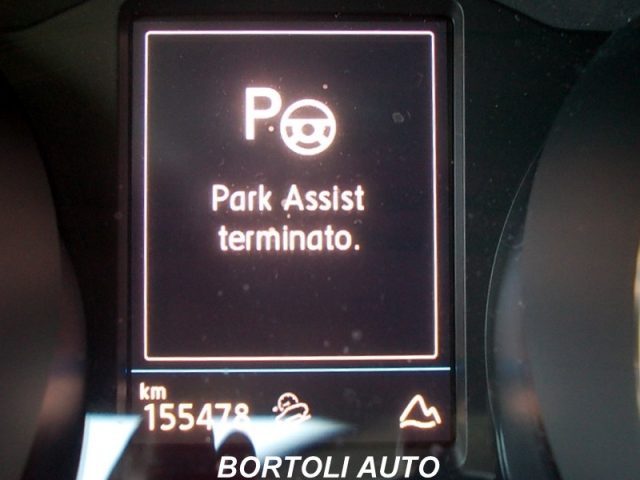 P
Park Assist
terminato.
km
155478
BORTOLI AUTO